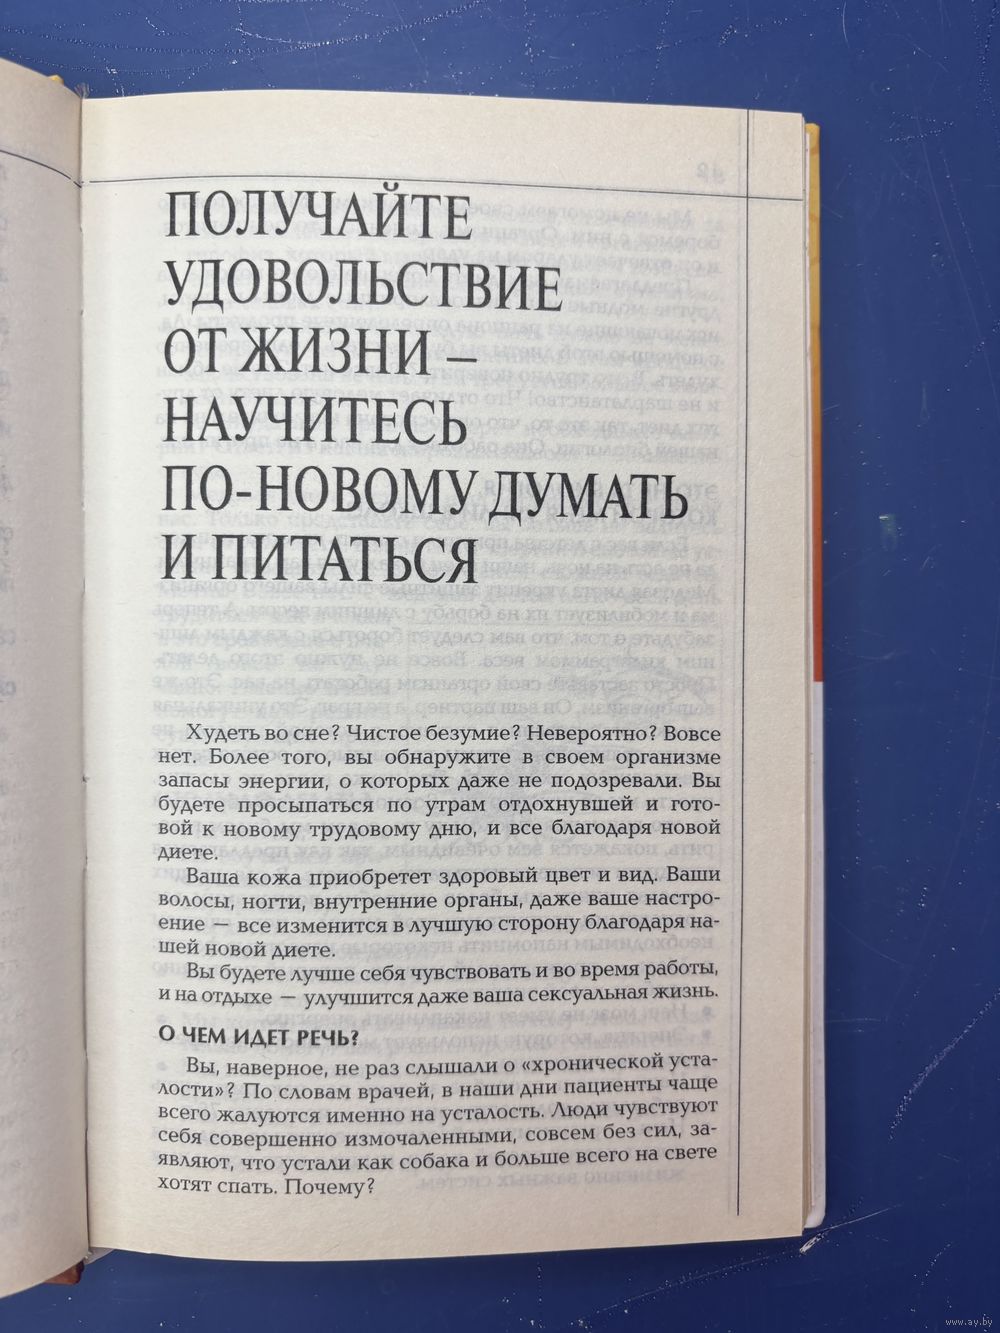 ПОЛУЧАЙТЕ
УДОВОЛЬСТВИЕ
ОТ ЖИЗНИ –
НАУЧИТЕСЬ
ПО-НОВОМУ ДУМАТЬ
И ПИТАТЬСЯ
Худеть во сне? Чистое безумие? Невероятно? Вовсе
нет. Более того, вы обнаружите в своем организме
запасы энергии, о которых даже не подозревали. Вы
будете просыпаться по утрам отдохнувшей и гото-
вой к новому трудовому дню, и все благодаря новой
диете.
Ваша кожа приобретет здоровый цвет и вид. Ваши
волосы, ногти, внутренние органы, даже ваше настро-
ение — все изменится в лучшую сторону благодаря на-
шей новой диете.
Вы будете лучше себя чувствовать и во время работы,
и на отдыхе — улучшится даже ваша сексуальная жизнь.
О ЧЕМ ИДЕТ РЕЧЬ?
Вы, наверное, не раз слышали о «хронической уста-
лости»? По словам врачей, в наши дни пациенты чаще
всего жалуются именно на усталость. Люди чувствуют
себя совершенно измочаленными, совсем без сил, за-
являют, что устали как собака и больше всего на свете
хотят спать. Почему?
www.ay.by